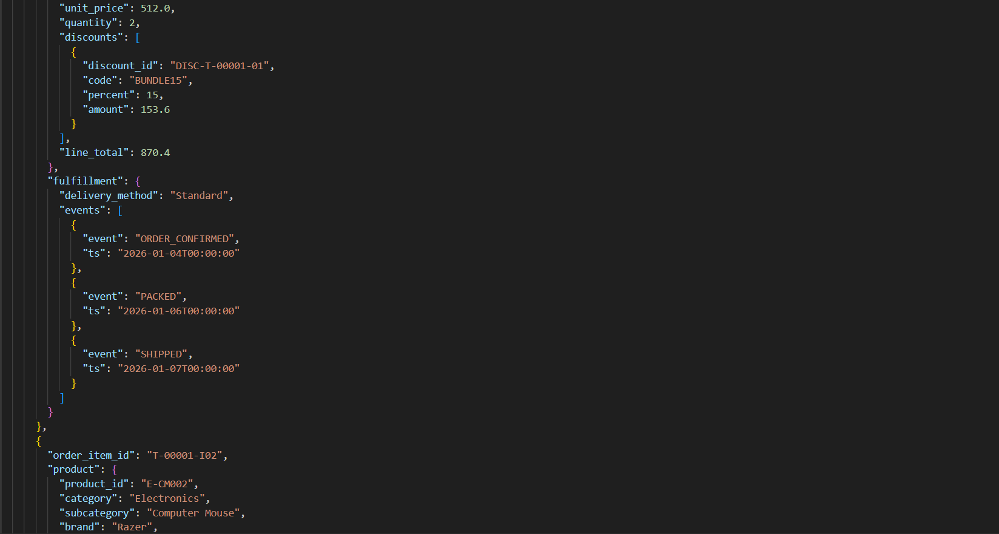 "unit_price": 512.0,
"quantity": 2,
"discounts": [
{
"discount_id": "DISC-T-00001-01",
"code": "BUNDLE15",
"percent": 15,
"amount": 153.6
}
],
"line_total": 870.4
},
"fulfillment": {
"delivery_method": "Standard",
"events": [
{
"event": "ORDER_CONFIRMED",
"ts": "2026-01-04T00:00:00"
},
{
"event": "PACKED",
"ts": "2026-01-06T00:00:00"
},
{
"event": "SHIPPED",
"ts": "2026-01-07T00:00:00"
}
]
}
},
{
"order_item_id": "T-00001-I02",
"product": {
"product_id": "E-CM002",
"category": "Electronics",
"subcategory": "Computer Mouse",
"brand": "Razer",